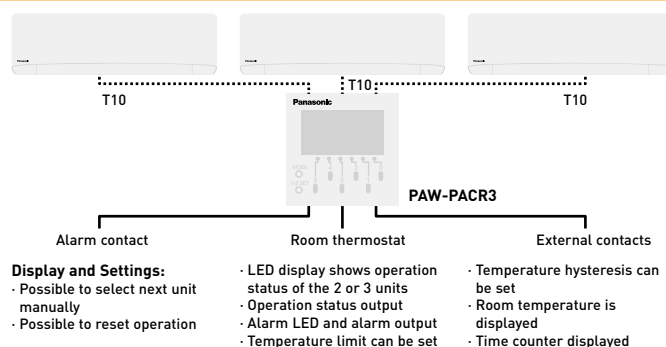 Panasonic
Panasonic
Panasonic
T10
T10
T10
Panasonic
MODE
PAW-PACR3
Alarm contact
Room thermostat
External contacts
Display and Settings:
· Possible to select next unit
manually
· Possible to reset operation
· LED display shows operation
status of the 2 or 3 units
· Operation status output
· Alarm LED and alarm output
· Temperature limit can be set
· Temperature hysteresis can
be set
· Room temperature is
displayed
· Time counter displayed